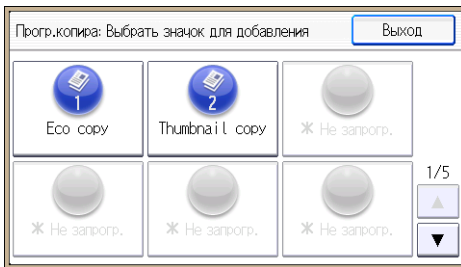 Прогр.копира: Выбрать значок для добавления
Выход
1
2
Eco copy
Thumbnail copy
✱ Не запрогр.
1/5
✱ Не запрогр.
✱ Не запрогр.
✱ Не запрогр.
▲
▼